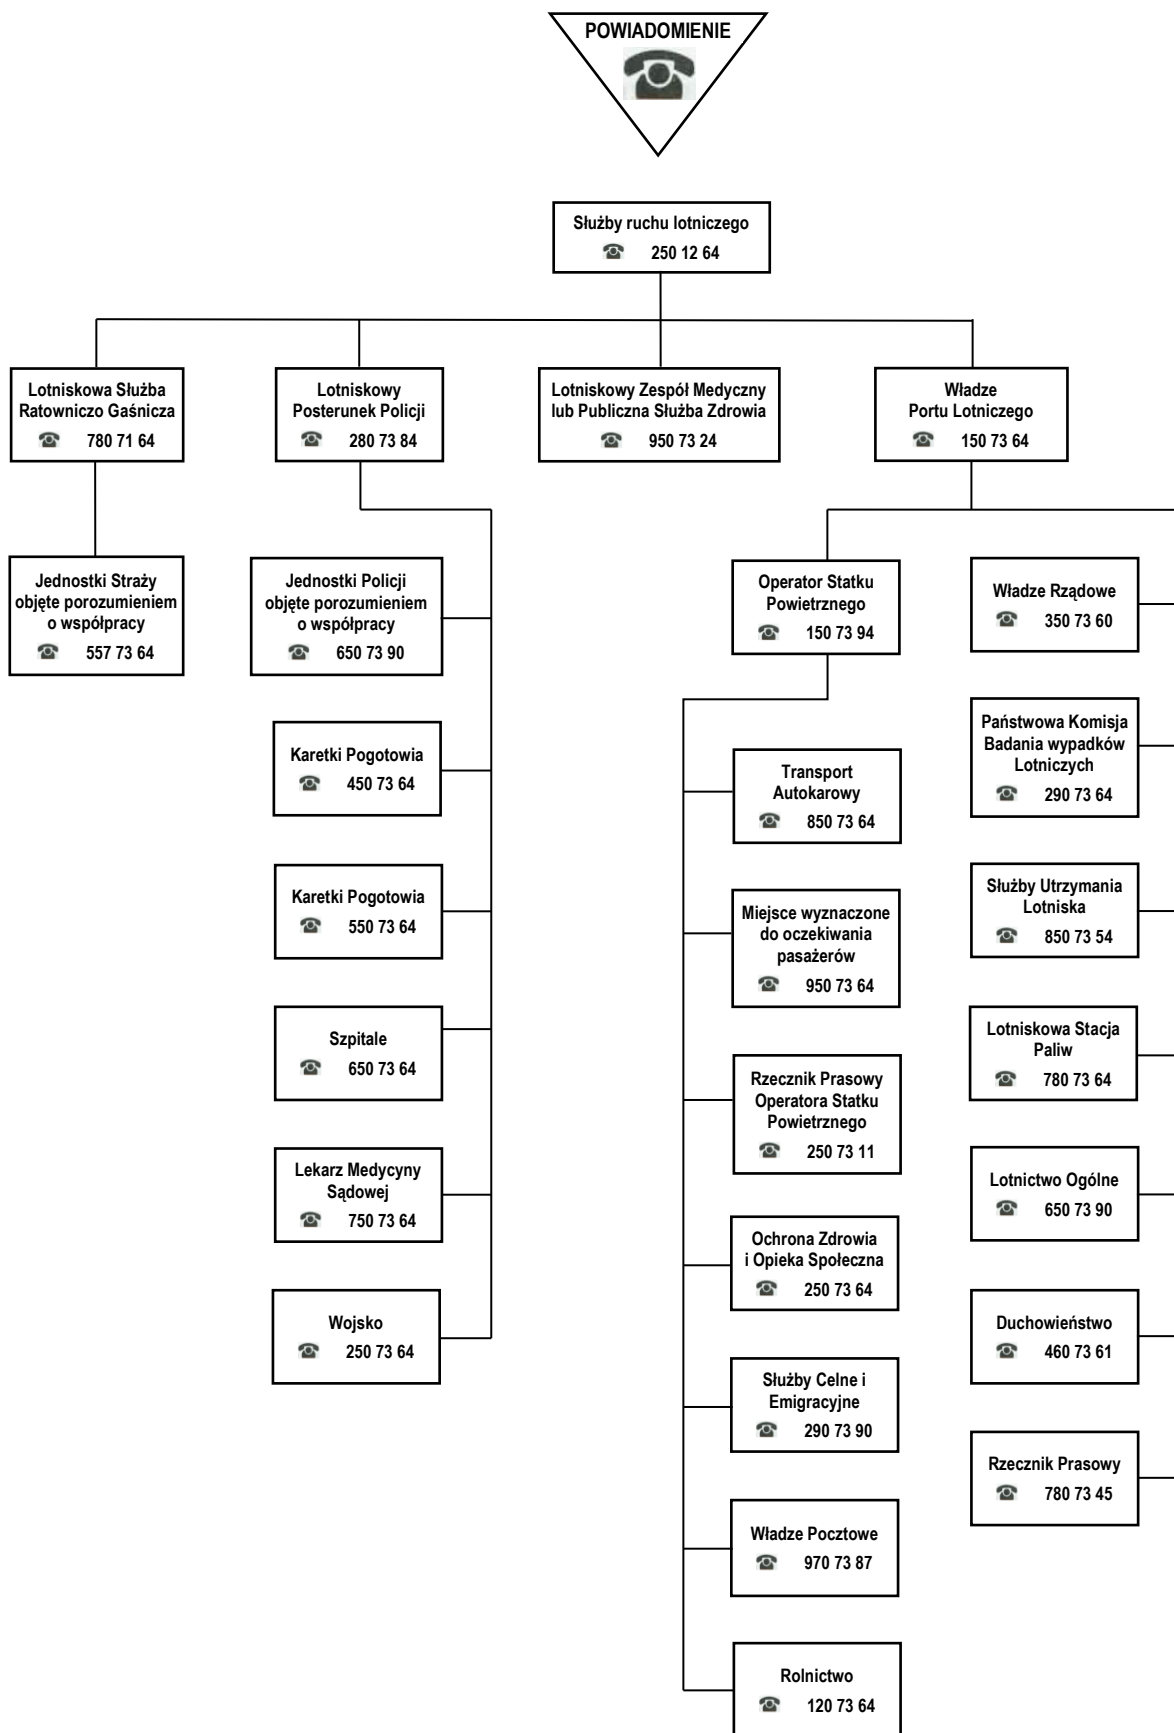 POWIADOMIENIE
Służby ruchu lotniczego
250 12 64
Lotniskowa Służba
Ratowniczo Gaśnicza
780 71 64
Lotniskowy
Posterunek Policji
280 73 84
Lotniskowy Zespół Medyczny
lub Publiczna Służba Zdrowia
950 73 24
Władze
Portu Lotniczego
150 73 64
Jednostki Straży
objęte porozumieniem
o współpracy
557 73 64
Jednostki Policji
objęte porozumieniem
o współpracy
650 73 90
Karetki Pogotowia
450 73 64
Karetki Pogotowia
550 73 64
Szpitale
650 73 64
Lekarz Medycyny
Sądowej
750 73 64
Wojsko
250 73 64
Operator Statku
Powietrznego
150 73 94
Transport
Autokarowy
850 73 64
Miejsce wyznaczone
do oczekiwania
pasażerów
950 73 64
Rzecznik Prasowy
Operatora Statku
Powietrznego
250 73 11
Ochrona Zdrowia
i Opieka Społeczna
250 73 64
Służby Celne i
Emigracyjne
290 73 90
Władze Pocztowe
970 73 87
Rolnictwo
120 73 64
Władze Rządowe
350 73 60
Państwowa Komisja
Badania wypadków
Lotniczych
290 73 64
Służby Utrzymania
Lotniska
850 73 54
Lotniskowa Stacja
Paliw
780 73 64
Lotnictwo Ogólne
650 73 90
Duchowieństwo
460 73 61
Rzecznik Prasowy
780 73 45